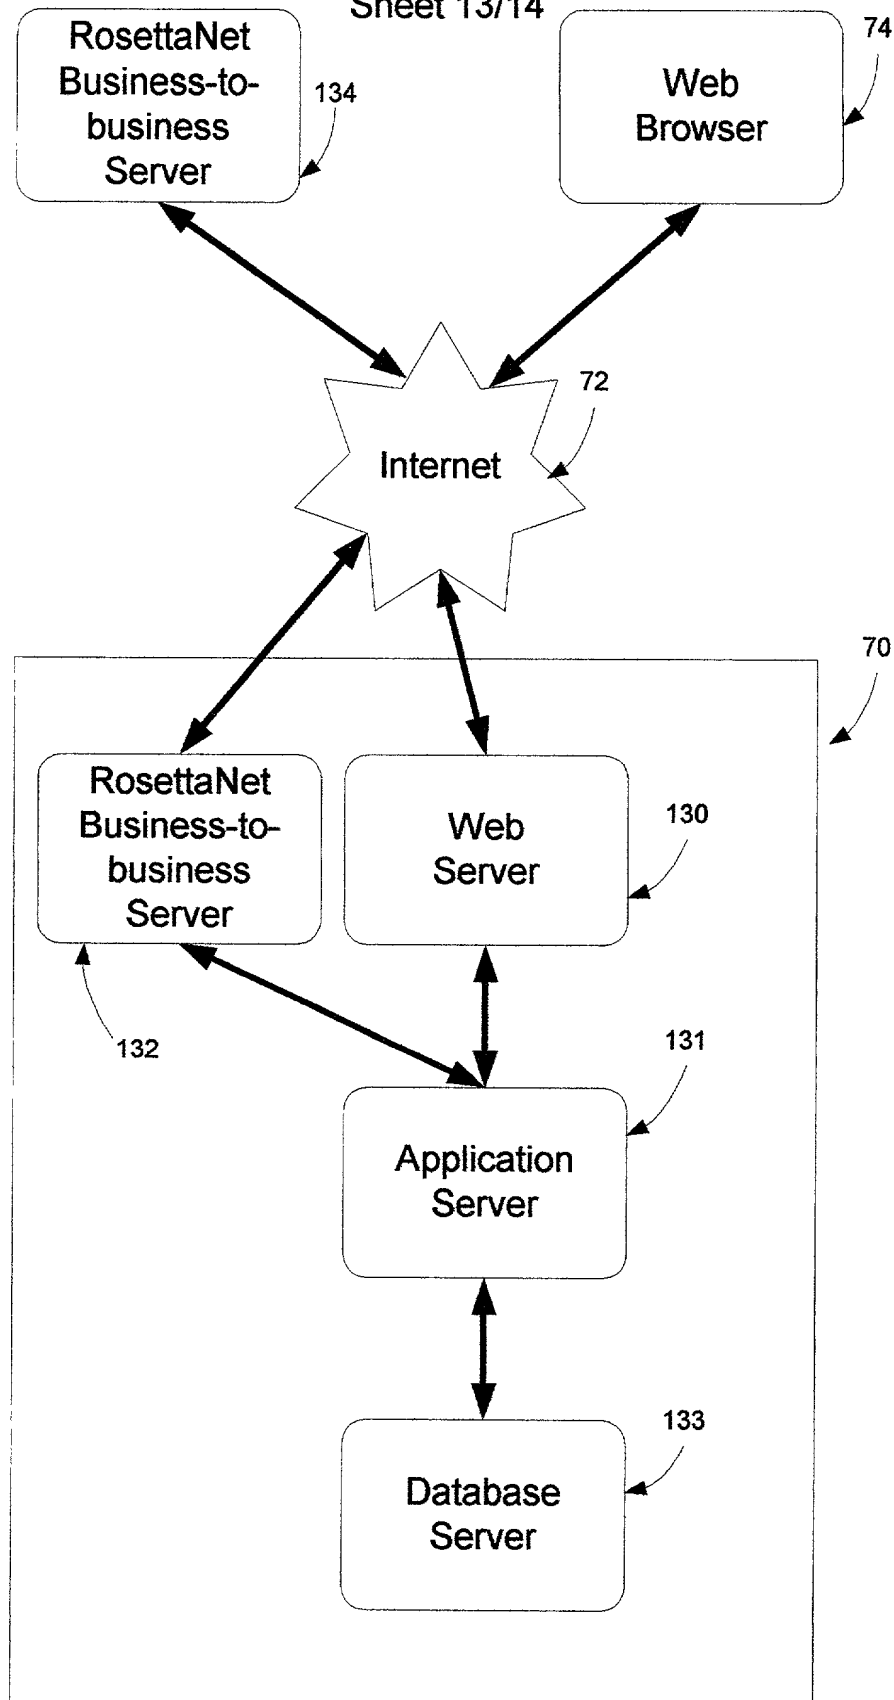 Sheet 13/14
RosettaNet
Business-to-
business
Server
134
Web
Browser
74
Internet
72
70
RosettaNet
Business-to-
business
Server
132
Web
Server
130
Application
Server
131
Database
Server
133